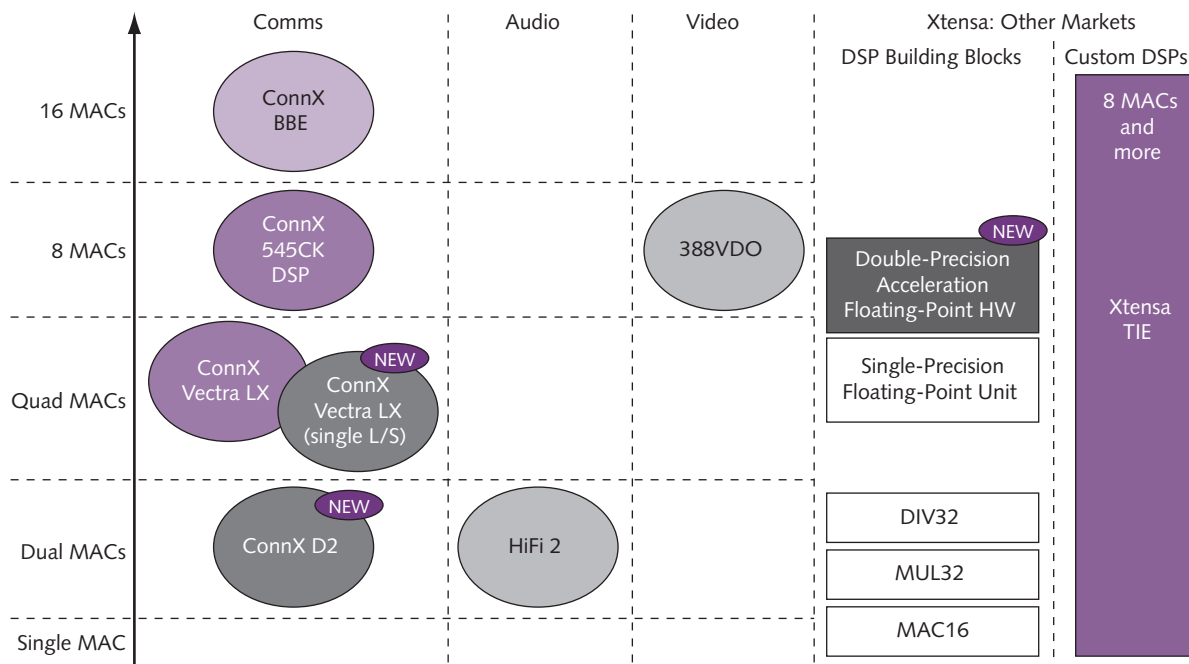 Comms
Audio
Video
Xtensa: Other Markets
DSP Building Blocks
Custom DSPs
16 MACs
ConnX
BBE
8 MACs
and
more
8 MACs
ConnX
545CK
DSP
388VDO
NEW
Double-Precision
Acceleration
Floating-Point HW
Xtensa
TIE
Quad MACs
ConnX
Vectra LX
NEW
ConnX
Vectra LX
(single L/S)
Single-Precision
Floating-Point Unit
Dual MACs
NEW
ConnX D2
HiFi 2
DIV32
MUL32
Single MAC
MAC16